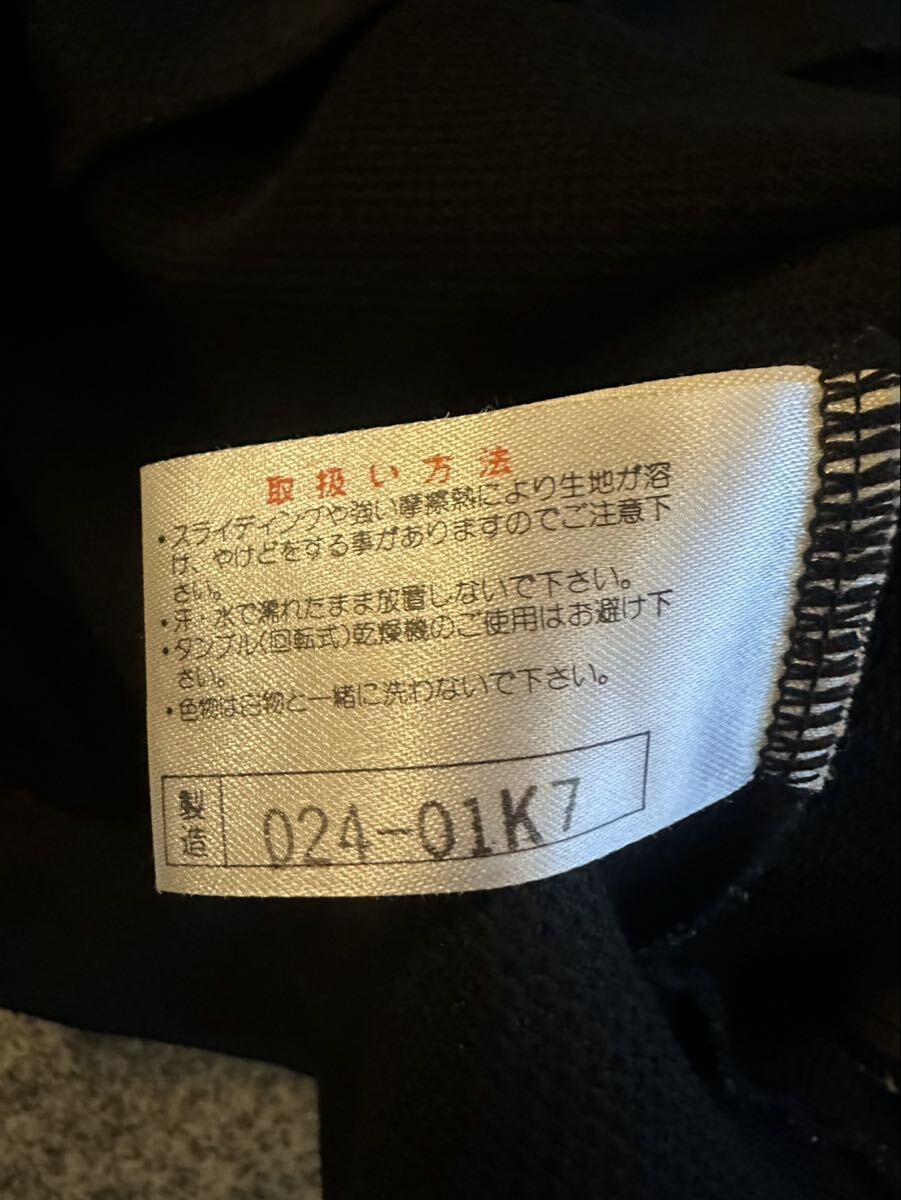 取扱い方法
・スライディングや強い摩擦熱により生地が溶
け、やけどをする事がありますのでご注意下
さい。
・汗・水で濡れたまま放置しないで下さい。
・タンブル(回転式)乾燥機のご使用はお避け下
さい。
・色物は白物と一緒に洗わないで下さい。
製造 024-01K7